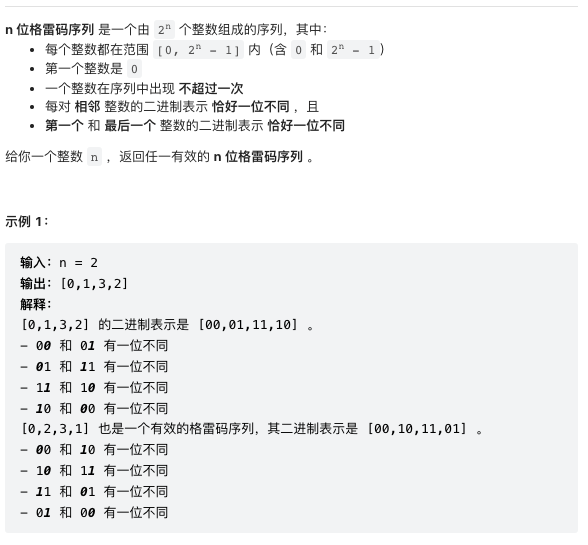 n 位格雷码序列 是一个由 2ⁿ 个整数组成的序列，其中：
• 每个整数都在范围 [0, 2ⁿ - 1] 内（含 0 和 2ⁿ - 1）
• 第一个整数是 0
• 一个整数在序列中出现 不超过一次
• 每对 相邻 整数的二进制表示 恰好一位不同 ，且
• 第一个 和 最后一个 整数的二进制表示 恰好一位不同
给你一个整数 n ，返回任一有效的 n 位格雷码序列 。
示例 1：
输入：n = 2
输出：[0,1,3,2]
解释：
[0,1,3,2] 的二进制表示是 [00,01,11,10] 。
- 00 和 01 有一位不同
- 01 和 11 有一位不同
- 11 和 10 有一位不同
- 10 和 00 有一位不同
[0,2,3,1] 也是一个有效的格雷码序列，其二进制表示是 [00,10,11,01] 。
- 00 和 10 有一位不同
- 10 和 11 有一位不同
- 11 和 01 有一位不同
- 01 和 00 有一位不同